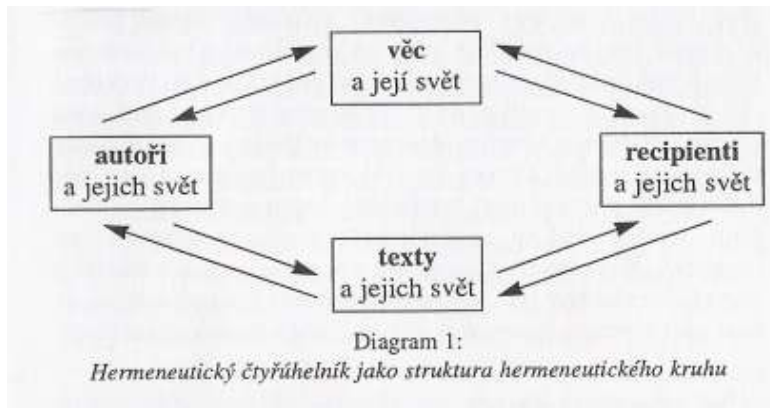 věc
a její svět
autoři
a jejich svět
recipienti
a jejich svět
texty
a jejich svět
Diagram 1:
Hermeneutický čtyřúhelník jako struktura hermeneutického kruhu